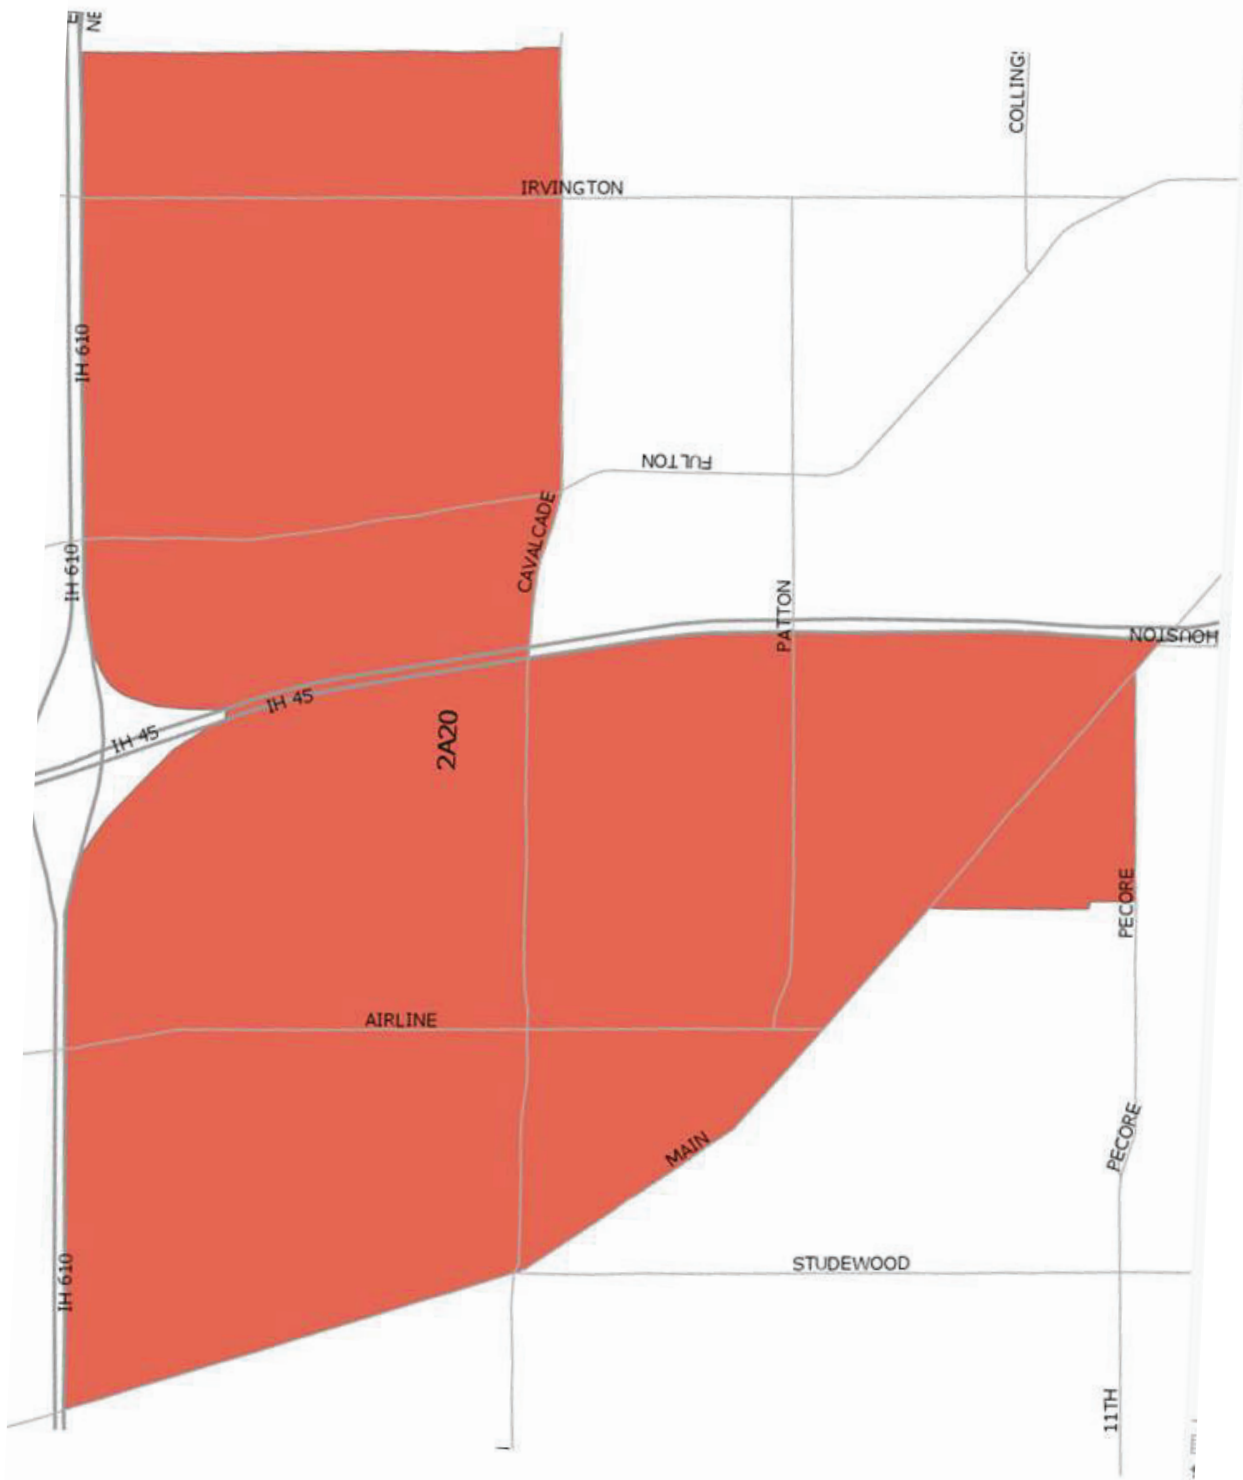 NE
COLLING
IRVINGTON
IH 610
FULTON
CAVALCADE
IH 610
PATTON
HOUSTON
IH 45
IH 45
2A20
PECORE
AIRLINE
MAIN
PECORE
STUDEWOOD
IH 610
11TH